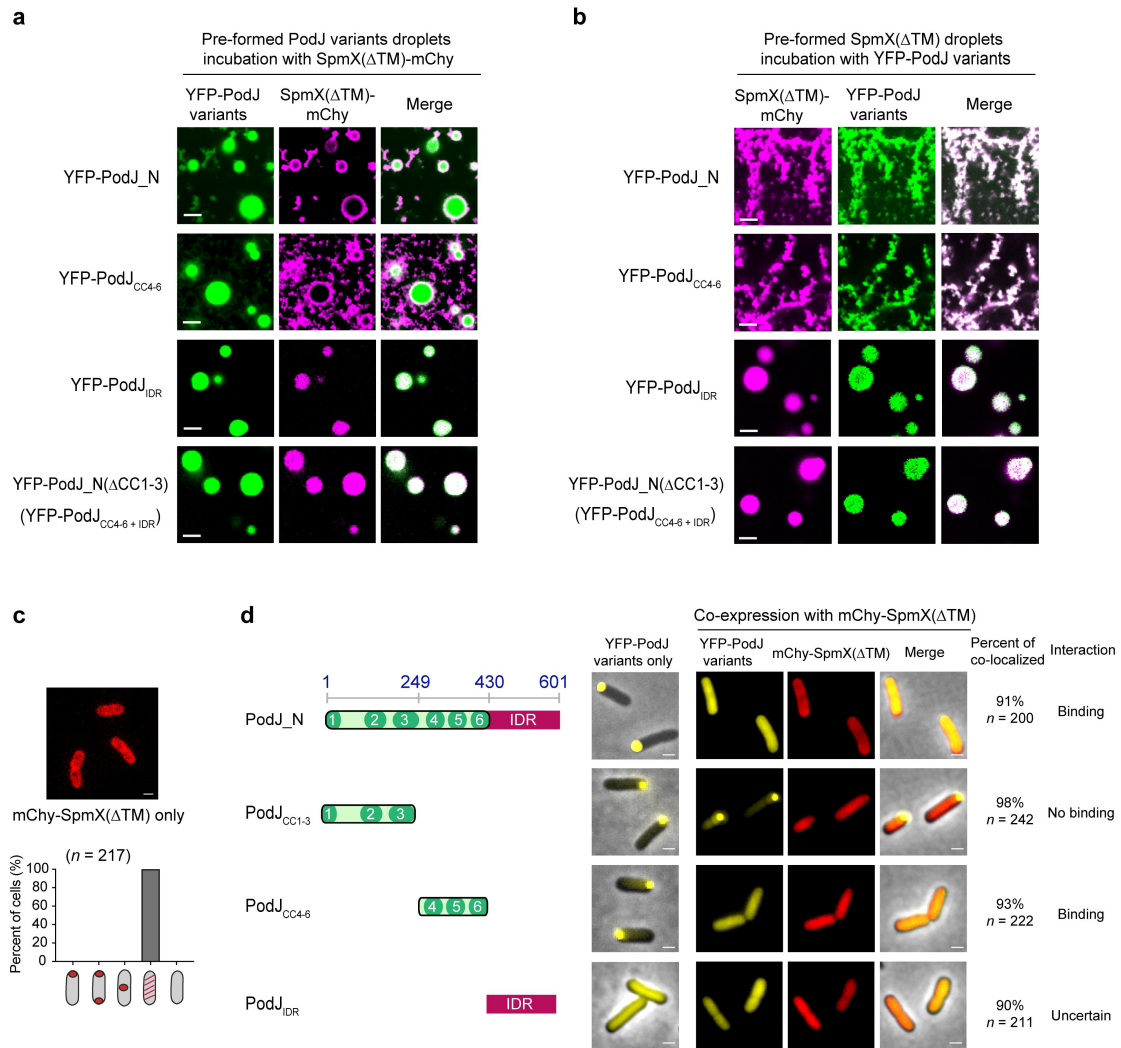 a
Pre-formed PodJ variants droplets
incubation with SpmX(ΔTM)-mChy
YFP-PodJ variants
SpmX(ΔTM)-mChy
Merge
YFP-PodJ_N
YFP-PodJCC4-6
YFP-PodJIDR
YFP-PodJ_N(ΔCC1-3)
(YFP-PodJCC4-6 + IDR)
b
Pre-formed SpmX(ΔTM) droplets
incubation with YFP-PodJ variants
SpmX(ΔTM)-mChy
YFP-PodJ variants
Merge
YFP-PodJ_N
YFP-PodJCC4-6
YFP-PodJIDR
YFP-PodJ_N(ΔCC1-3)
(YFP-PodJCC4-6 + IDR)
c
mChy-SpmX(ΔTM) only
(n = 217)
Percent of cells (%)
100
80
60
40
20
0
d
Co-expression with mChy-SpmX(ΔTM)
YFP-PodJ variants only
YFP-PodJ variants
mChy-SpmX(ΔTM)
Merge
Percent of co-localized
Interaction
1 249 430 601
PodJ_N
1 2 3 4 5 6 IDR
91%
n = 200
Binding
PodJCC1-3
1 2 3
98%
n = 242
No binding
PodJCC4-6
4 5 6
93%
n = 222
Binding
PodJIDR
IDR
90%
n = 211
Uncertain